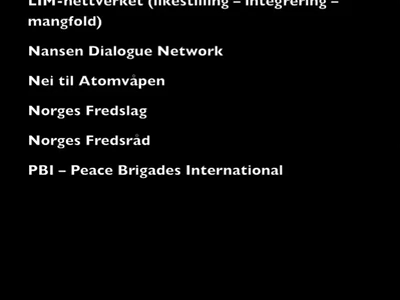 LIM-nettverket (likestilling – integrering –
mangfold)
Nansen Dialogue Network
Nei til Atomvåpen
Norges Fredslag
Norges Fredsråd
PBI – Peace Brigades International